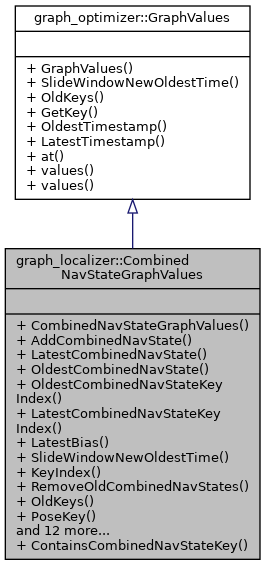 graph_optimizer::GraphValues
+ GraphValues()
+ SlideWindowNewOldestTime()
+ OldKeys()
+ GetKey()
+ OldestTimestamp()
+ LatestTimestamp()
+ at()
+ values()
+ values()
graph_localizer::Combined
NavStateGraphValues
+ CombinedNavStateGraphValues()
+ AddCombinedNavState()
+ LatestCombinedNavState()
+ OldestCombinedNavState()
+ OldestCombinedNavStateKey
Index()
+ LatestCombinedNavStateKey
Index()
+ LatestBias()
+ SlideWindowNewOldestTime()
+ KeyIndex()
+ RemoveOldCombinedNavStates()
+ OldKeys()
+ PoseKey()
and 12 more...
+ ContainsCombinedNavStateKey()